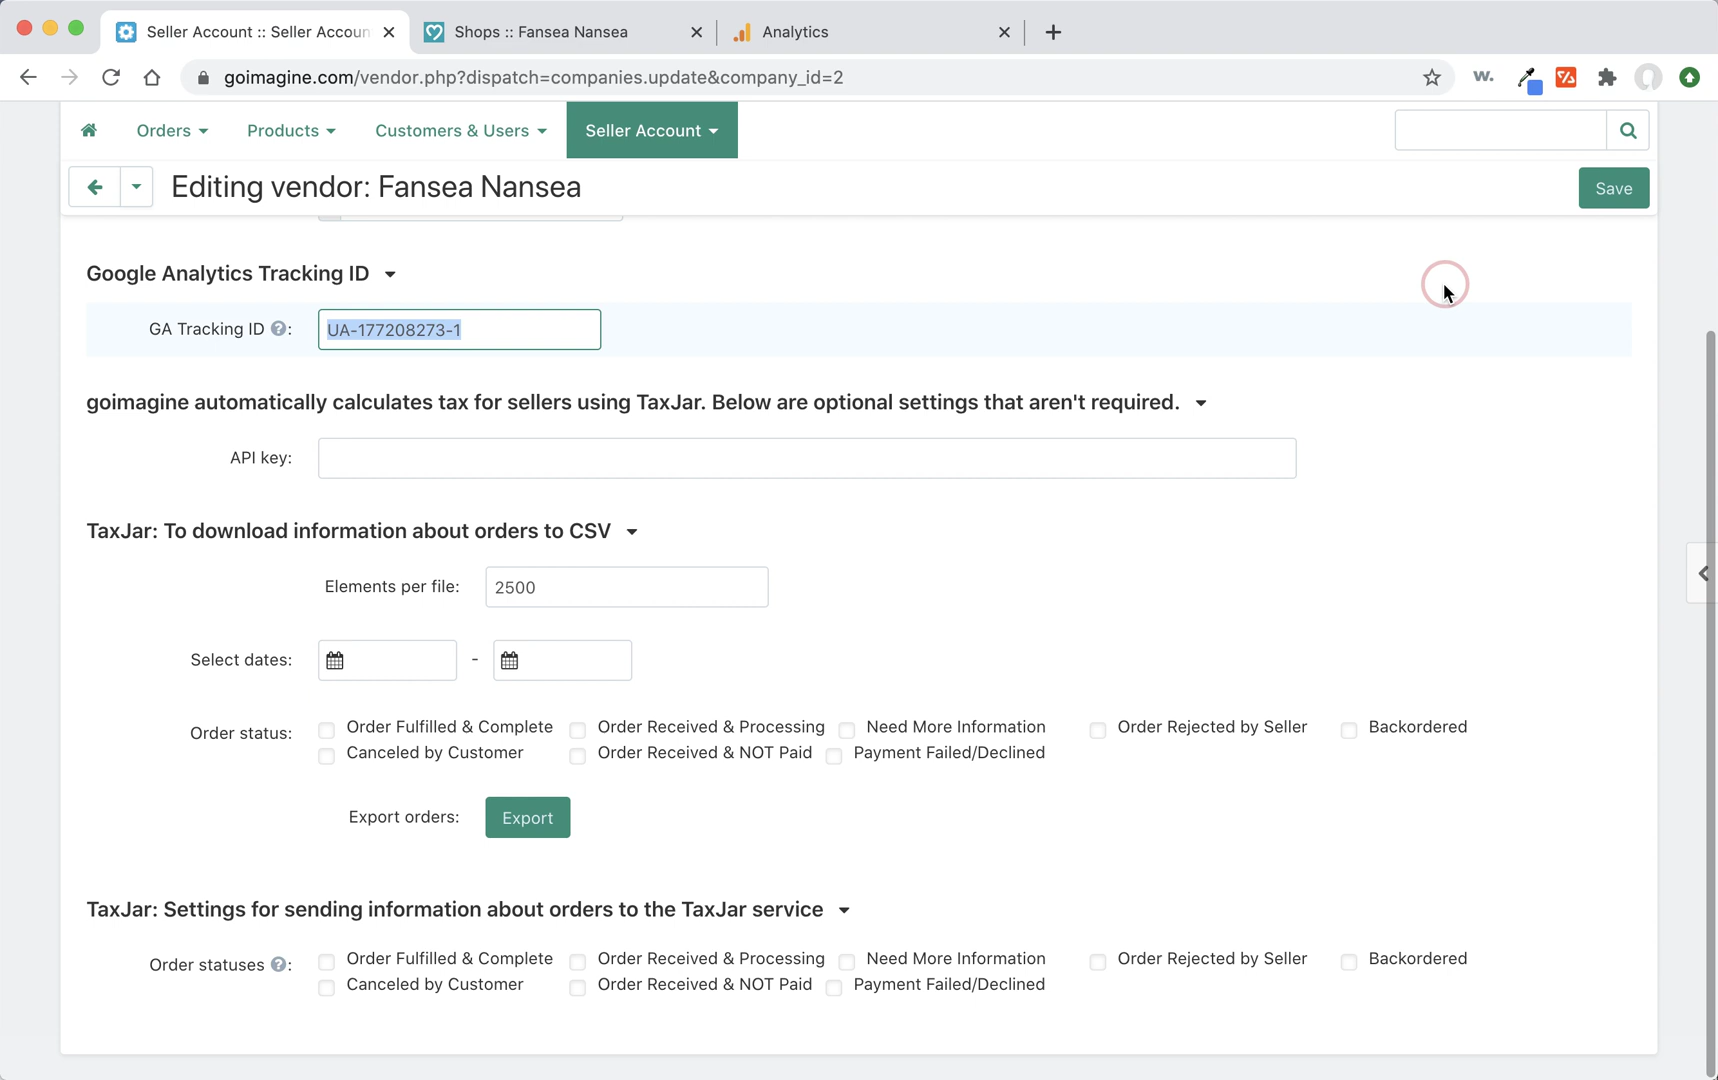 Seller Account :: Seller Accoun
Shops :: Fansea Nansea
Analytics
goimagine.com/vendor.php?dispatch=companies.update&company_id=2
w.
Orders
Products
Customers & Users
Seller Account
Editing vendor: Fansea Nansea
Save
Google Analytics Tracking ID
GA Tracking ID ?:
UA-177208273-1
goimagine automatically calculates tax for sellers using TaxJar. Below are optional settings that aren't required.
API key:
TaxJar: To download information about orders to CSV
Elements per file:
2500
Select dates:
-
Order status:
Order Fulfilled & Complete
Order Received & Processing
Need More Information
Order Rejected by Seller
Backordered
Canceled by Customer
Order Received & NOT Paid
Payment Failed/Declined
Export orders:
Export
TaxJar: Settings for sending information about orders to the TaxJar service
Order statuses ?:
Order Fulfilled & Complete
Order Received & Processing
Need More Information
Order Rejected by Seller
Backordered
Canceled by Customer
Order Received & NOT Paid
Payment Failed/Declined